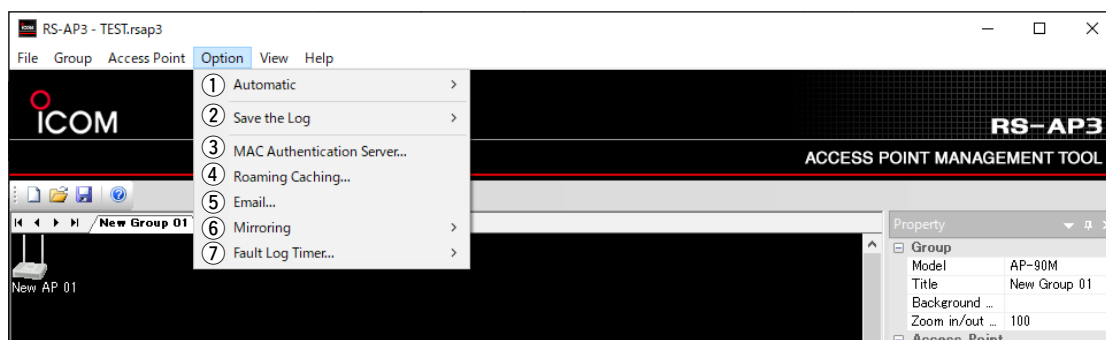 ICOM RS-AP3 - TEST.rsap3
File Group Access Point Option View Help
① Automatic
② Save the Log
③ MAC Authentication Server...
④ Roaming Caching...
⑤ Email...
⑥ Mirroring
⑦ Fault Log Timer...
ICOM
RS-AP3
ACCESS POINT MANAGEMENT TOOL
New Group 01
New AP 01
Property
Group
Model AP-90M
Title New Group 01
Background ...
Zoom in/out ... 100
Access Point